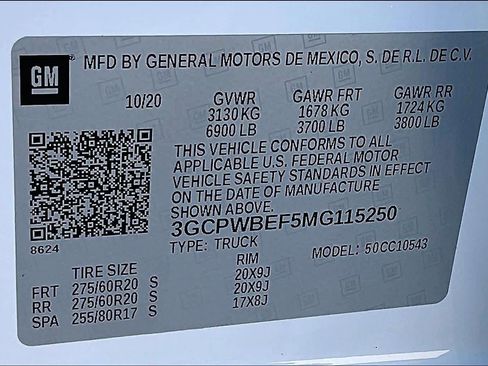 GM MFD BY GENERAL MOTORS DE MEXICO, S. DE R.L. DE C.V.
10/20 GVWR GAWR FRT GAWR RR
3130 KG 1678 KG 1724 KG
6900 LB 3700 LB 3800 LB
THIS VEHICLE CONFORMS TO ALL
APPLICABLE U.S. FEDERAL MOTOR
VEHICLE SAFETY STANDARDS IN EFFECT
ON THE DATE OF MANUFACTURE
SHOWN ABOVE.
3GCPWBEF5MG115250
8624 TYPE: TRUCK MODEL: 50CC10543
TIRE SIZE RIM
FRT 275/60R20 S 20X9J
RR 275/60R20 S 20X9J
SPA 255/80R17 S 17X8J